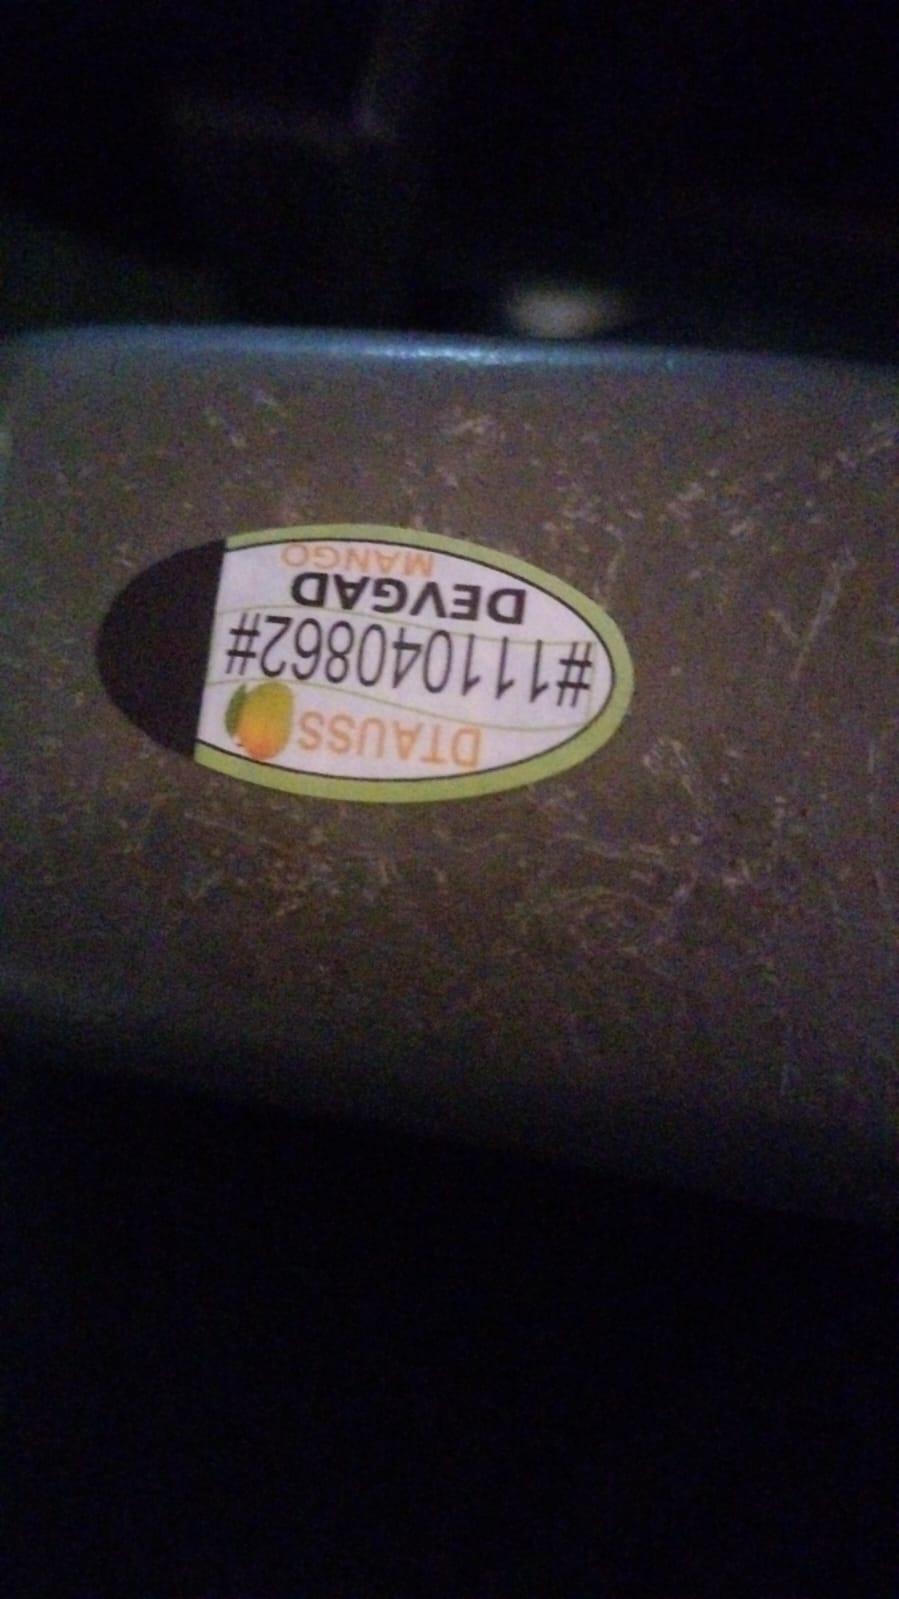 DTAUSS
#111040862#
DEVGAD
MANGO